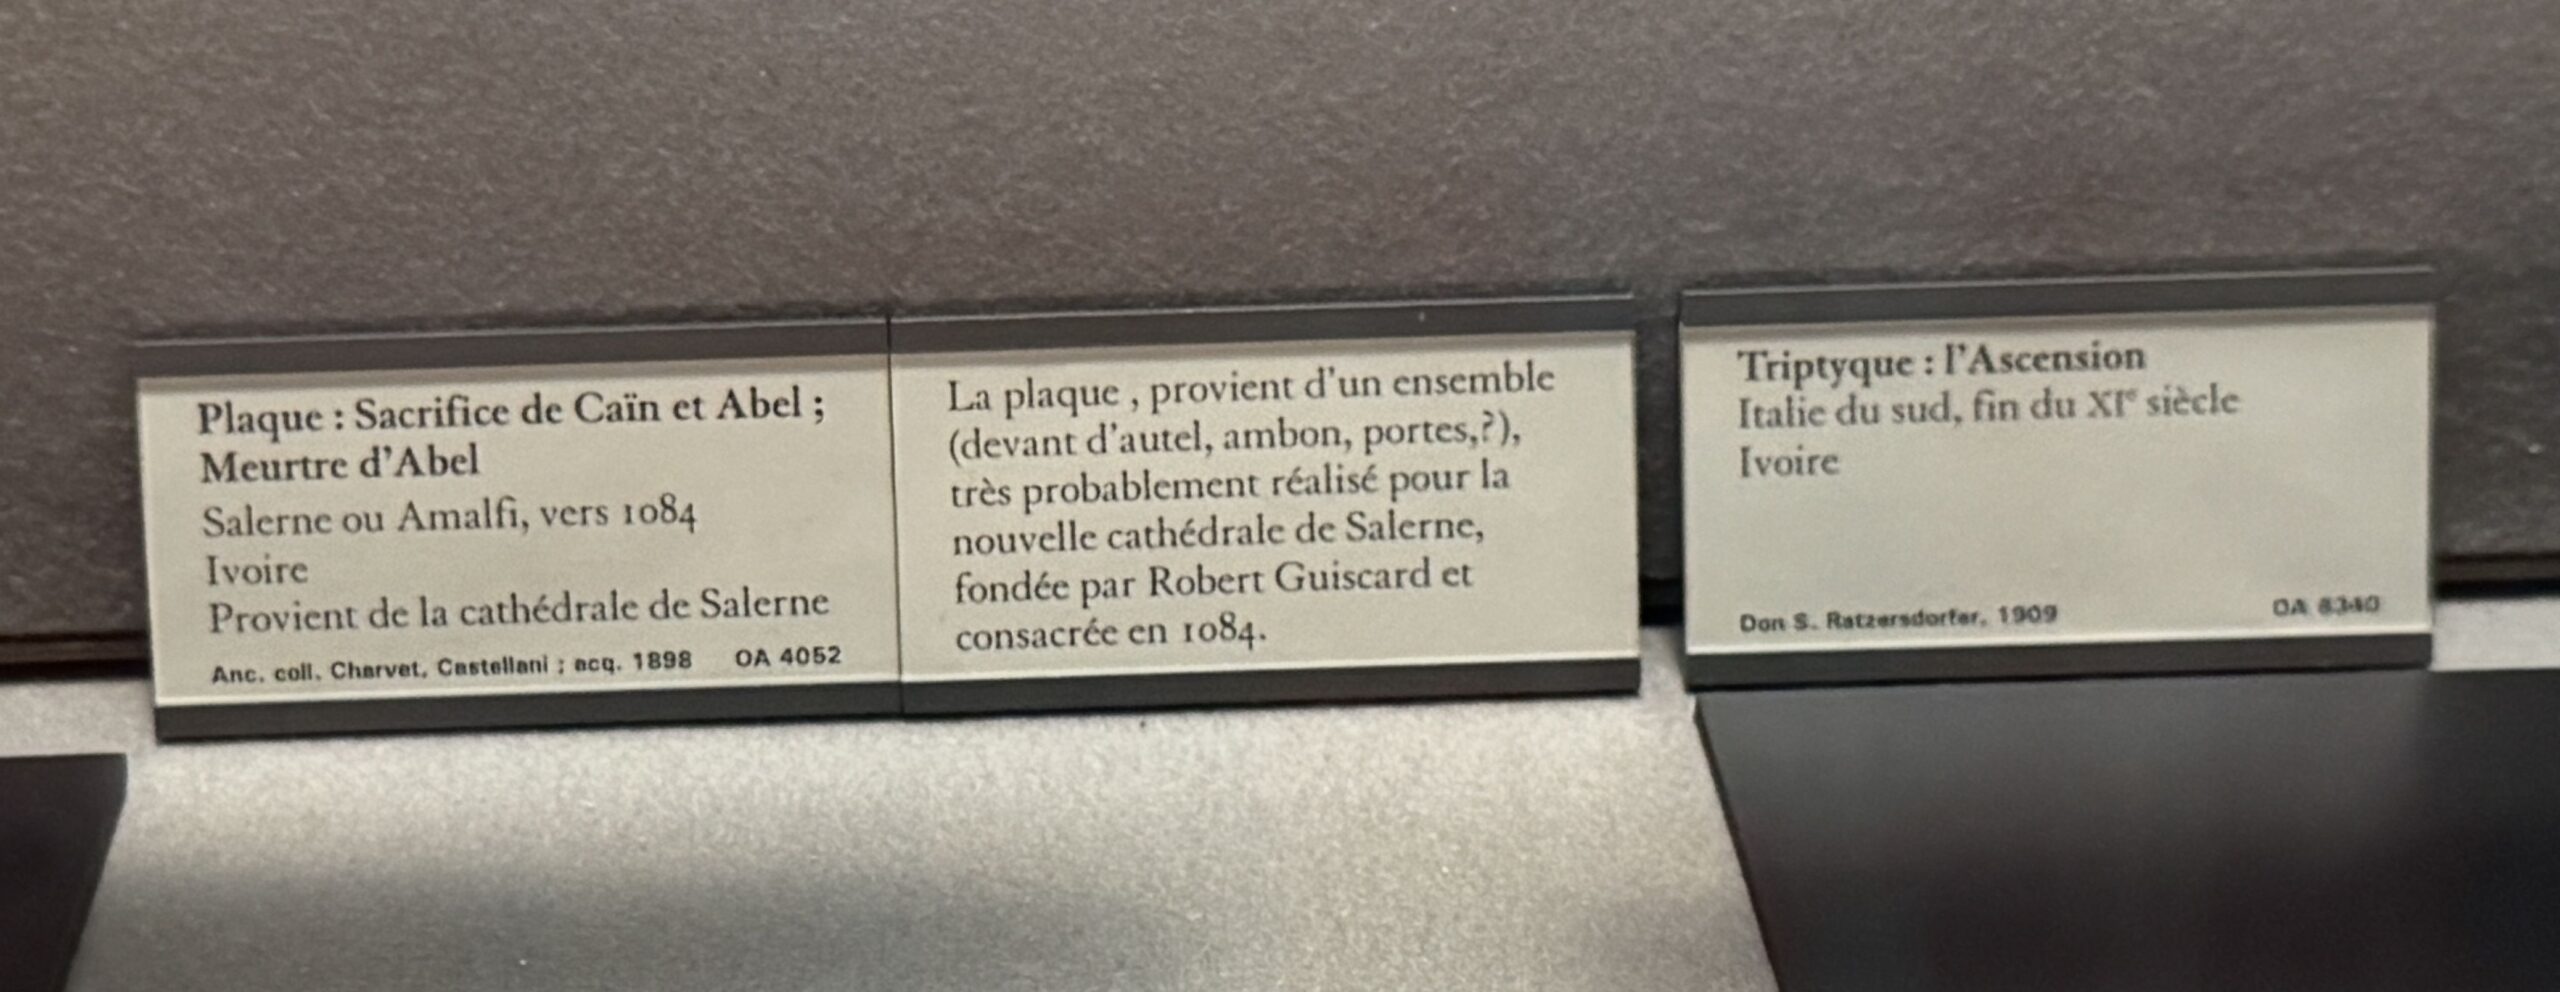 Plaque : Sacrifice de Caïn et Abel ;
Meurtre d'Abel
Salerne ou Amalfi, vers 1084
Ivoire
Provient de la cathédrale de Salerne
Anc. coll. Charvet, Castellani ; acq. 1898 OA 4052
La plaque , provient d'un ensemble
(devant d'autel, ambon, portes,?),
très probablement réalisé pour la
nouvelle cathédrale de Salerne,
fondée par Robert Guiscard et
consacrée en 1084.
Triptyque : l'Ascension
Italie du sud, fin du XIe siècle
Ivoire
Don S. Ratzersdorfer, 1909 OA